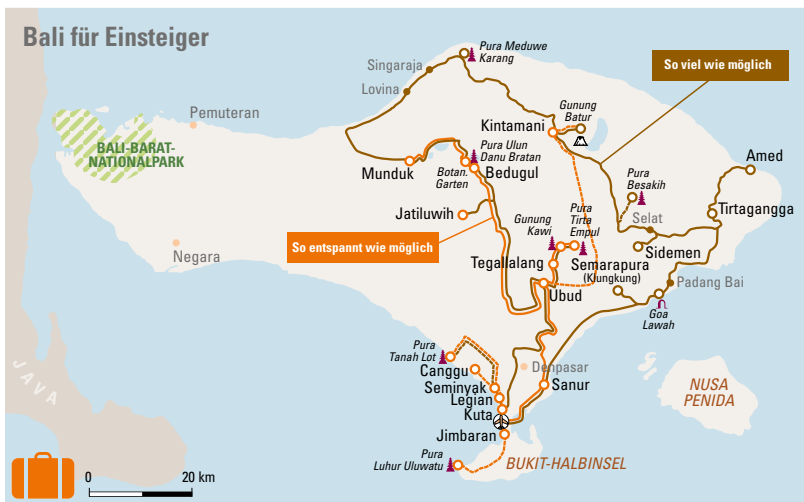 Bali für Einsteiger
Pura Meduwe
Karang
Singaraja
Lovina
So viel wie möglich
Pemuteran
Gunung
Batur
Kintamani
BALI-BARAT-
NATIONALPARK
Pura Ulun
Danu Bratan
Amed
Munduk
Botan.
Garten
Bedugul
Pura
Besakih
Jatiluwih
Gunung
Kawi
Pura
Tirta
Empul
Selat
Tirtagangga
So entspannt wie möglich
Negara
Tegallalang
Semarapura
(Klungkung)
Sidemen
Ubud
Padang Bai
Goa
Lawah
Pura
Tanah Lot
Canggu
Denpasar
Seminyak
Sanur
Legian
Kuta
NUSA
PENIDA
JAVA
Jimbaran
Pura
Luhur Uluwatu
BUKIT-HALBINSEL
0 20 km